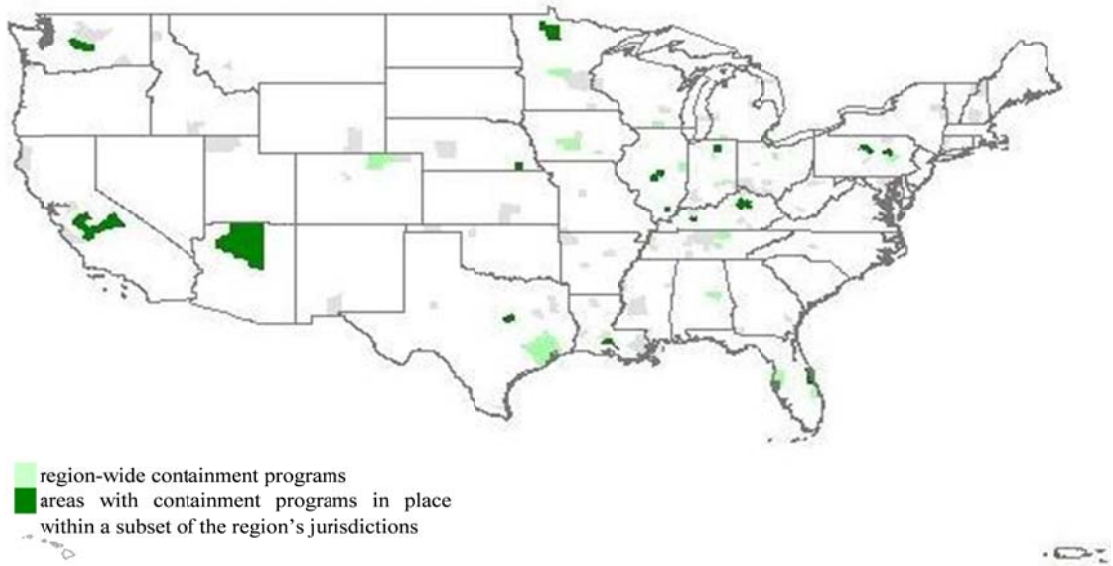 region-wide containment programs
areas with containment programs in place
within a subset of the region's jurisdictions